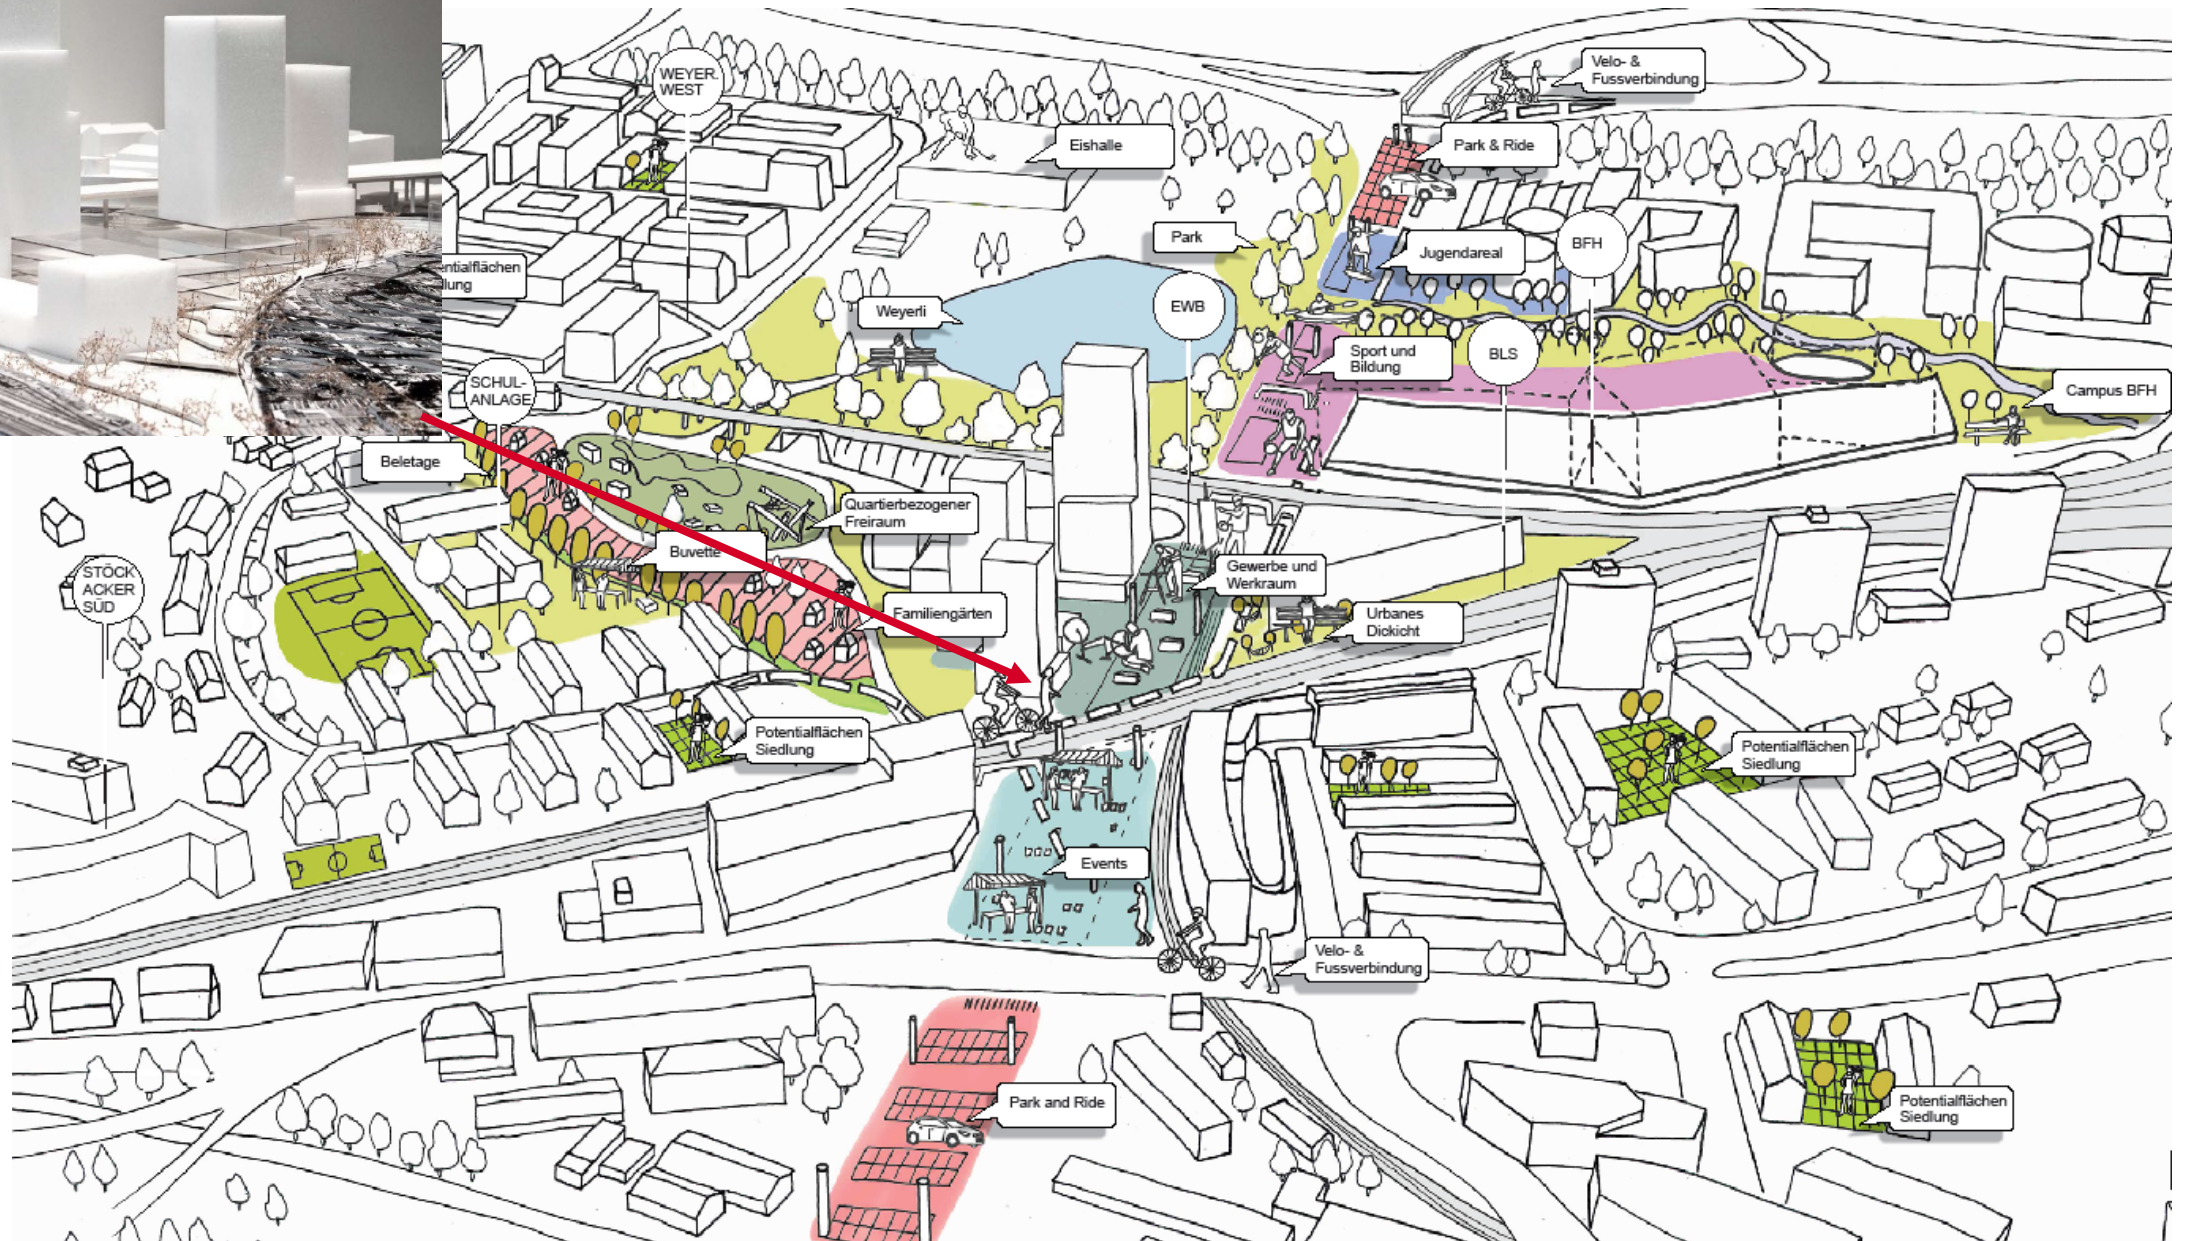 WEYER.
WEST
Velo- &
Fussverbindung
Eishalle
Park & Ride
Park
Jugendareal
BFH
entialflächen
llung
Weyerli
EWB
Sport und
Bildung
BLS
SCHUL-
ANLAGE
Campus BFH
Beletage
Quartierbezogener
Freiraum
Buvette
STÖCK
ACKER
SÜD
Gewerbe und
Werkraum
Familiengärten
Urbanes
Dickicht
Potentialflächen
Siedlung
Potentialflächen
Siedlung
Events
Velo- &
Fussverbindung
Park and Ride
Potentialflächen
Siedlung